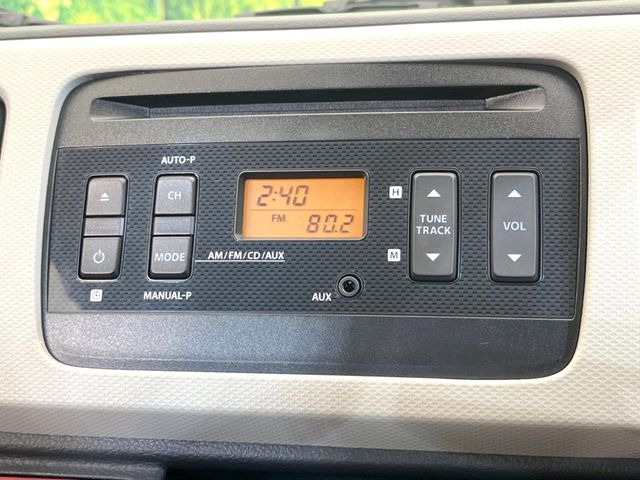 AUTO-P
CH
MODE
MANUAL-P
AM/FM/CD/AUX
2:40
FM
80.2
AUX
H
M
TUNE
TRACK
VOL